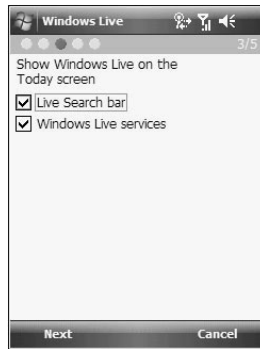 Windows Live
3/5
Show Windows Live on the
Today screen
Live Search bar
Windows Live services
Next Cancel